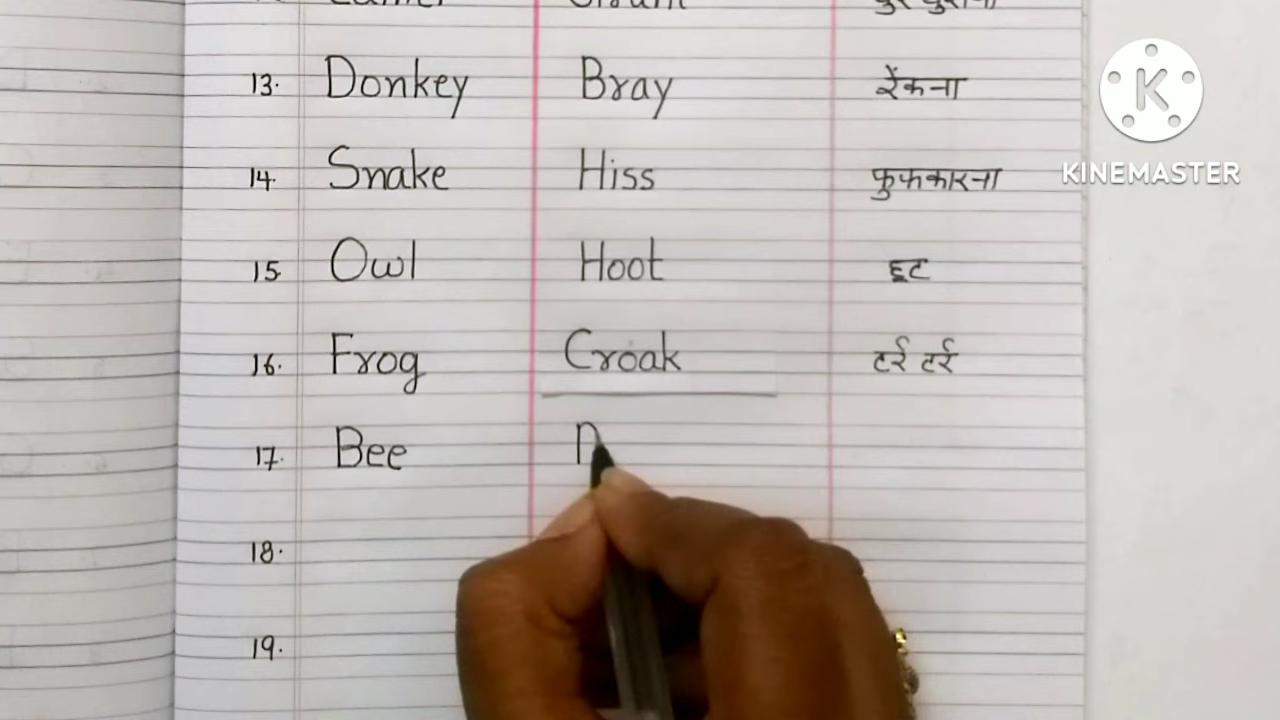 13. Donkey Bray रेंकना
14. Snake Hiss फुफकारना
15. Owl Hoot हूट
16. Frog Croak टर्र टर्र
17. Bee
18.
19.
K
KINEMASTER